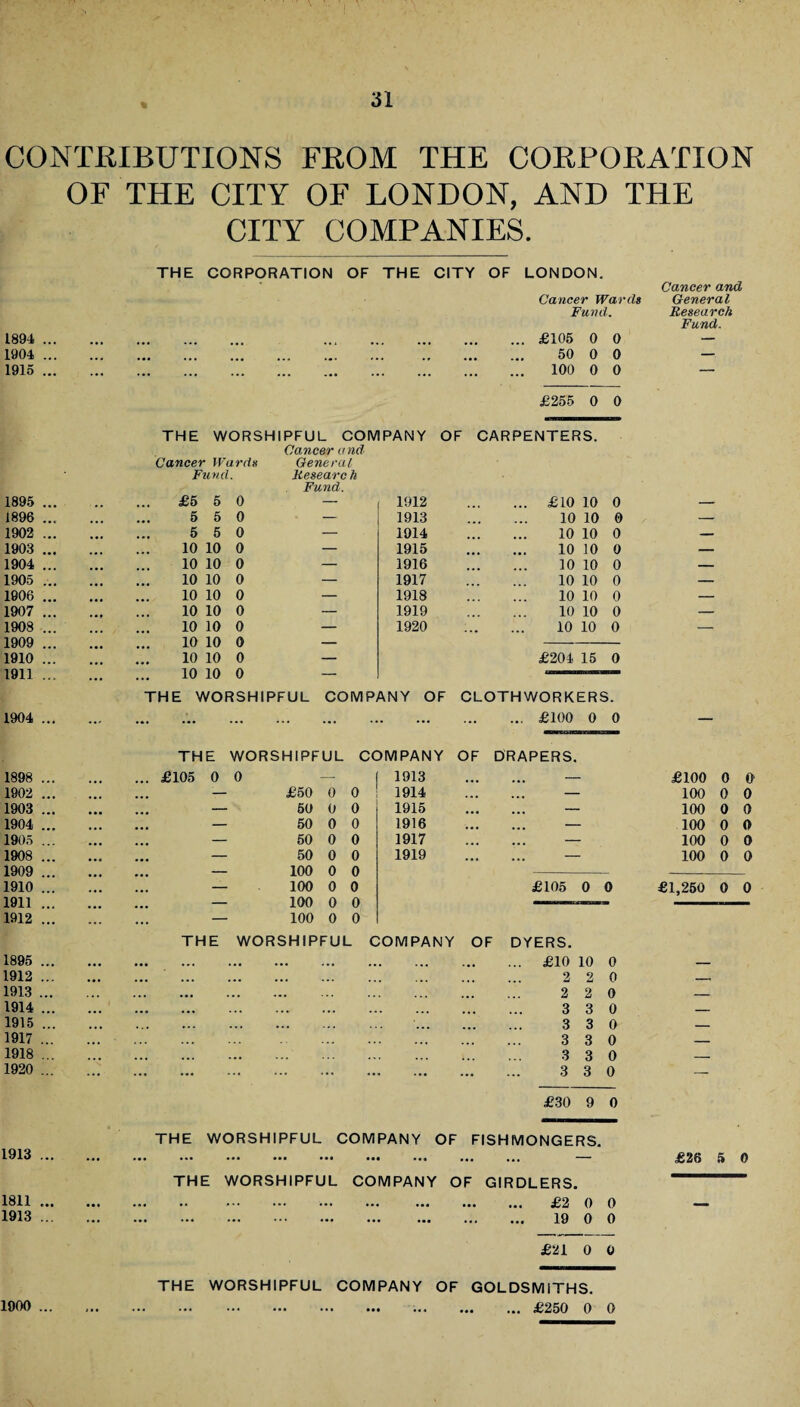 31
CONTRIBUTIONS FROM THE CORPORATION
OF THE CITY OF LONDON, AND THE
CITY COMPANIES.
THE CORPORATION OF THE CITY OF LONDON.
Cancer and
Cancer Wards General
Fund. Research
Fund.
1894 ... £105 0 0 —
1904 ... 50 0 0 —
1915 ... 100 0 0 —
£255 0 0
THE WORSHIPFUL COMPANY OF CARPENTERS.
Cancer and
Cancer Wards General
Fund. Research
Fund.
1895 ... £5 5 0 — 1912 ... £10 10 0 —
1896 ... 5 5 0 — 1913 ... 10 10 0 —
1902 ... 5 5 0 — 1914 ... 10 10 0 —
1903 ... 10 10 0 — 1915 ... 10 10 0 —
1904 ... 10 10 0 — 1916 ... 10 10 0 —
1905 ... 10 10 0 — 1917 ... 10 10 0 —
1906 ... 10 10 0 — 1918 ... 10 10 0 —
1907 ... 10 10 0 — 1919 ... 10 10 0 —
1908 ... 10 10 0 — 1920 ... 10 10 0 —
1909 ... 10 10 0 —
1910 ... 10 10 0 — £204 15 0
1911 ... 10 10 0 —
THE WORSHIPFUL COMPANY OF CLOTHWORKERS.
1904 ... £100 0 0 —
THE WORSHIPFUL COMPANY OF DRAPERS.
1898 ... £105 0 0 — 1913 ... — £100 0 0
1902 ... — £50 0 0 1914 ... — 100 0 0
1903 ... — 50 0 0 1915 ... — 100 0 0
1904 ... — 50 0 0 1916 ... — 100 0 0
1905 ... — 50 0 0 1917 ... — 100 0 0
1908 ... — 50 0 0 1919 ... — 100 0 0
1909 ... — 100 0 0
1910 ... — 100 0 0 £105 0 0 £1,250 0 0
1911 ... — 100 0 0
1912 ... — 100 0 0
THE WORSHIPFUL COMPANY OF DYERS.
1895 ... £10 10 0 —
1912 ... 2 2 0 —
1913 ... 2 2 0 —
1914 ... 3 3 0 —
1915 ... 3 3 0 —
1917 ... 3 3 0 —
1918 ... 3 3 0 —
1920 ... 3 3 0 —
£30 9 0
THE WORSHIPFUL COMPANY OF FISHMONGERS.
1913 ... — £26 5 0
THE WORSHIPFUL COMPANY OF GIRDLERS.
1811 ... £2 0 0 —
1913 ... 19 0 0
£21 0 0
THE WORSHIPFUL COMPANY OF GOLDSMITHS.
1900 ... £250 0 0